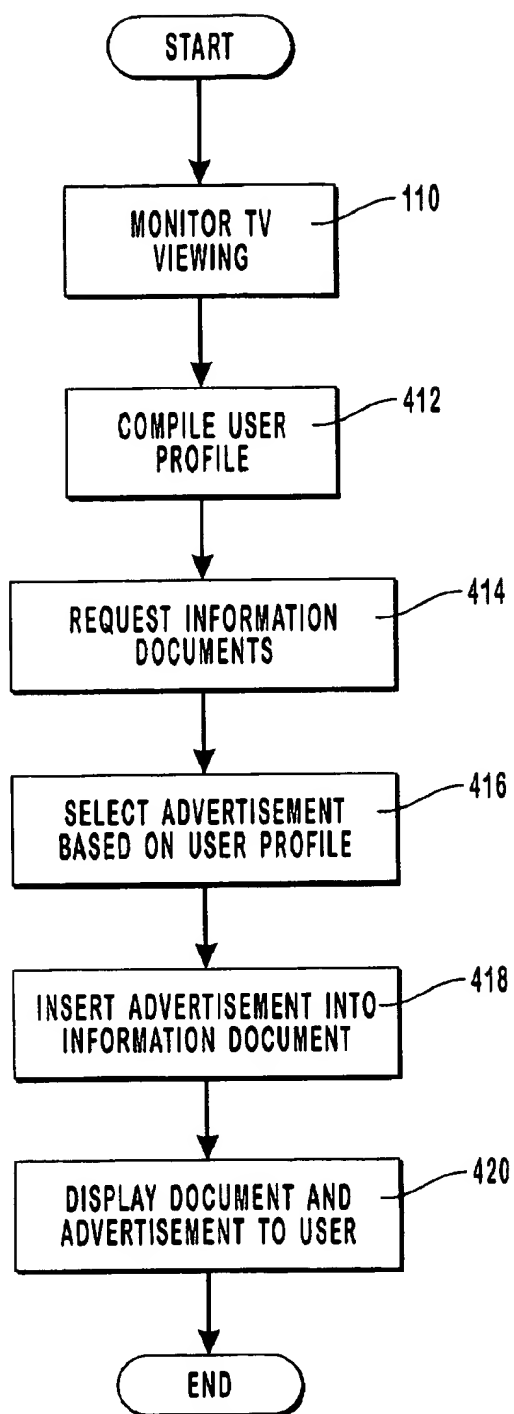 START
MONITOR TV
VIEWING
110
COMPILE USER
PROFILE
412
REQUEST INFORMATION
DOCUMENTS
414
SELECT ADVERTISEMENT
BASED ON USER PROFILE
416
INSERT ADVERTISEMENT INTO
INFORMATION DOCUMENT
418
DISPLAY DOCUMENT AND
ADVERTISEMENT TO USER
420
END